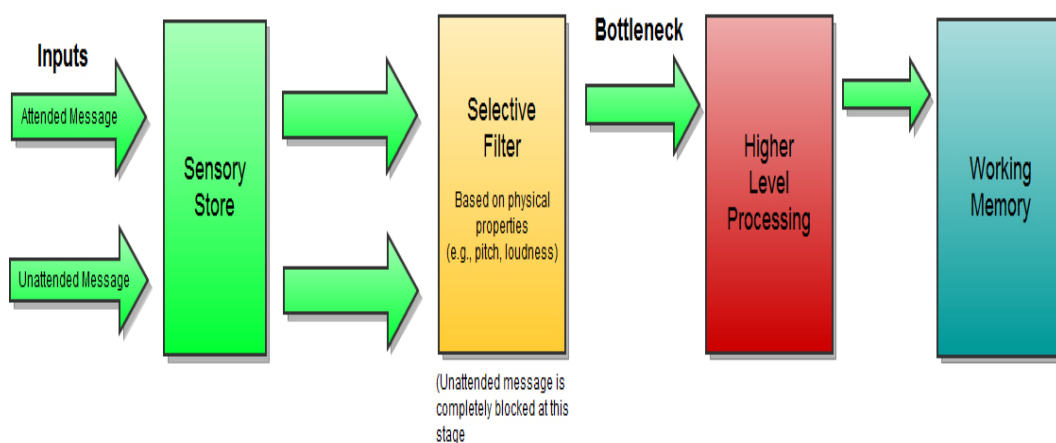 Inputs
Attended Message
Unattended Message
Sensory
Store
Selective
Filter
Based on physical
properties
(e.g., pitch, loudness)
(Unattended message is
completely blocked at this
stage
Bottleneck
Higher
Level
Processing
Working
Memory